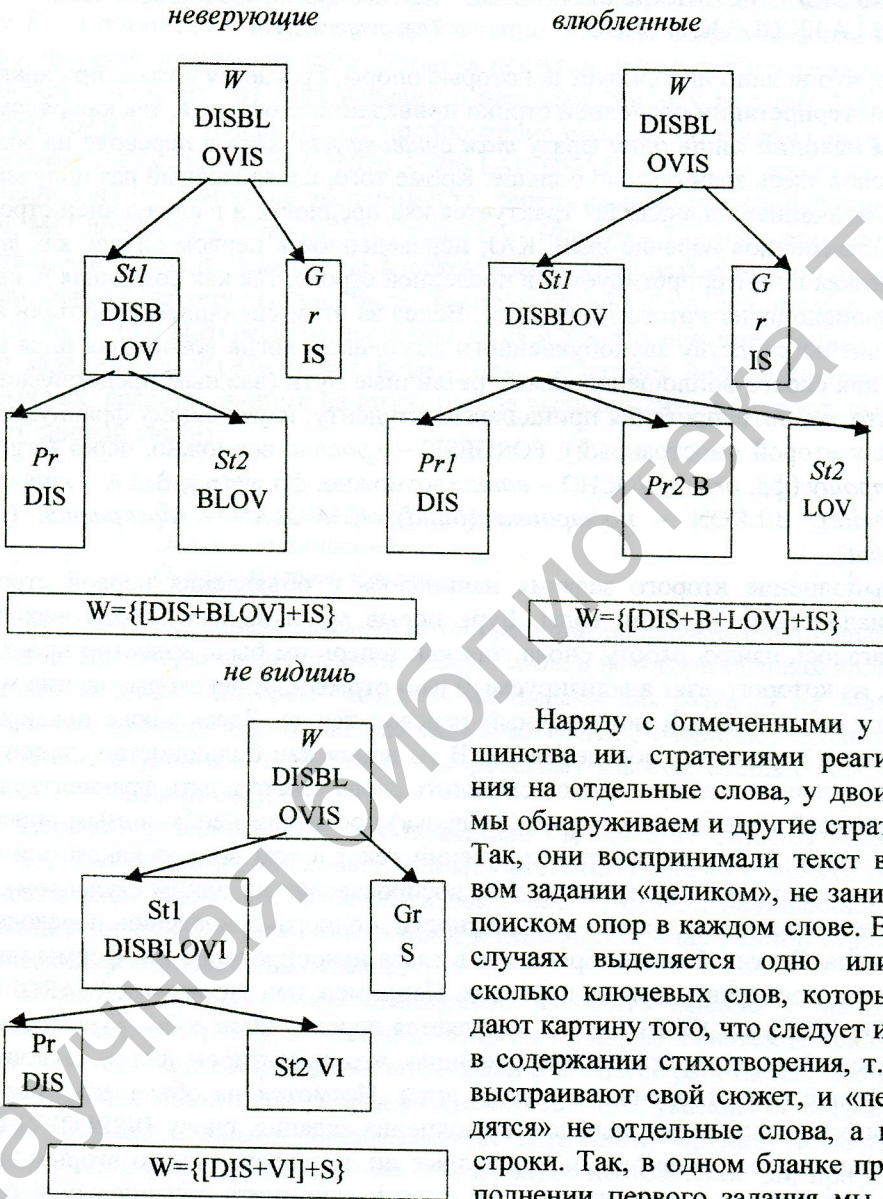 неверующие
влюбленные
W
DISBL
OVIS
St1
DISB
LOV
G
r
IS
Pr
DIS
St2
BLOV
W={[DIS+BLOV]+IS}
W
DISBL
OVIS
St1
DISBLOV
G
r
IS
Pr1
DIS
Pr2 B
St2
LOV
W={[DIS+B+LOV]+IS}
не видишь
W
DISBL
OVIS
St1
DISBLOVI
Gr
S
Pr
DIS
St2 VI
W={[DIS+VI]+S}
Наряду с отмеченными у
шинства ии. стратегиями реаги
ния на отдельные слова, у двои
мы обнаруживаем и другие страт
Так, они воспринимали текст в
вом задании «целиком», не зани
поиском опор в каждом слове. В
случаях выделяется одно или
сколько ключевых слов, которы
дают картину того, что следует и
в содержании стихотворения, т.
выстраивают свой сюжет, и «пе
дятся» не отдельные слова, а
строки. Так, в одном бланке пр
полнении первого задания мы
научная библиотека Т